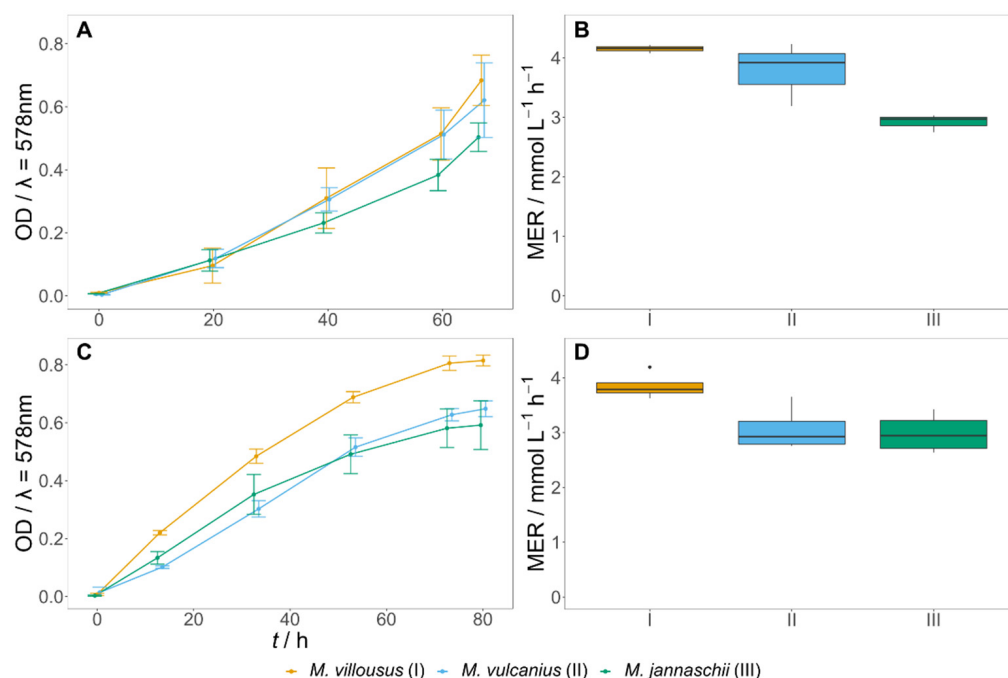 A
OD / λ = 578nm
0.8
0.6
0.4
0.2
0.0
0 20 40 60
B
MER / mmol L⁻¹ h⁻¹
4
3
2
1
0
I II III
C
OD / λ = 578nm
0.8
0.6
0.4
0.2
0.0
0 20 40 60 80
t / h
D
MER / mmol L⁻¹ h⁻¹
4
3
2
1
0
I II III
M. villousus (I) M. vulcanius (II) M. jannaschii (III)